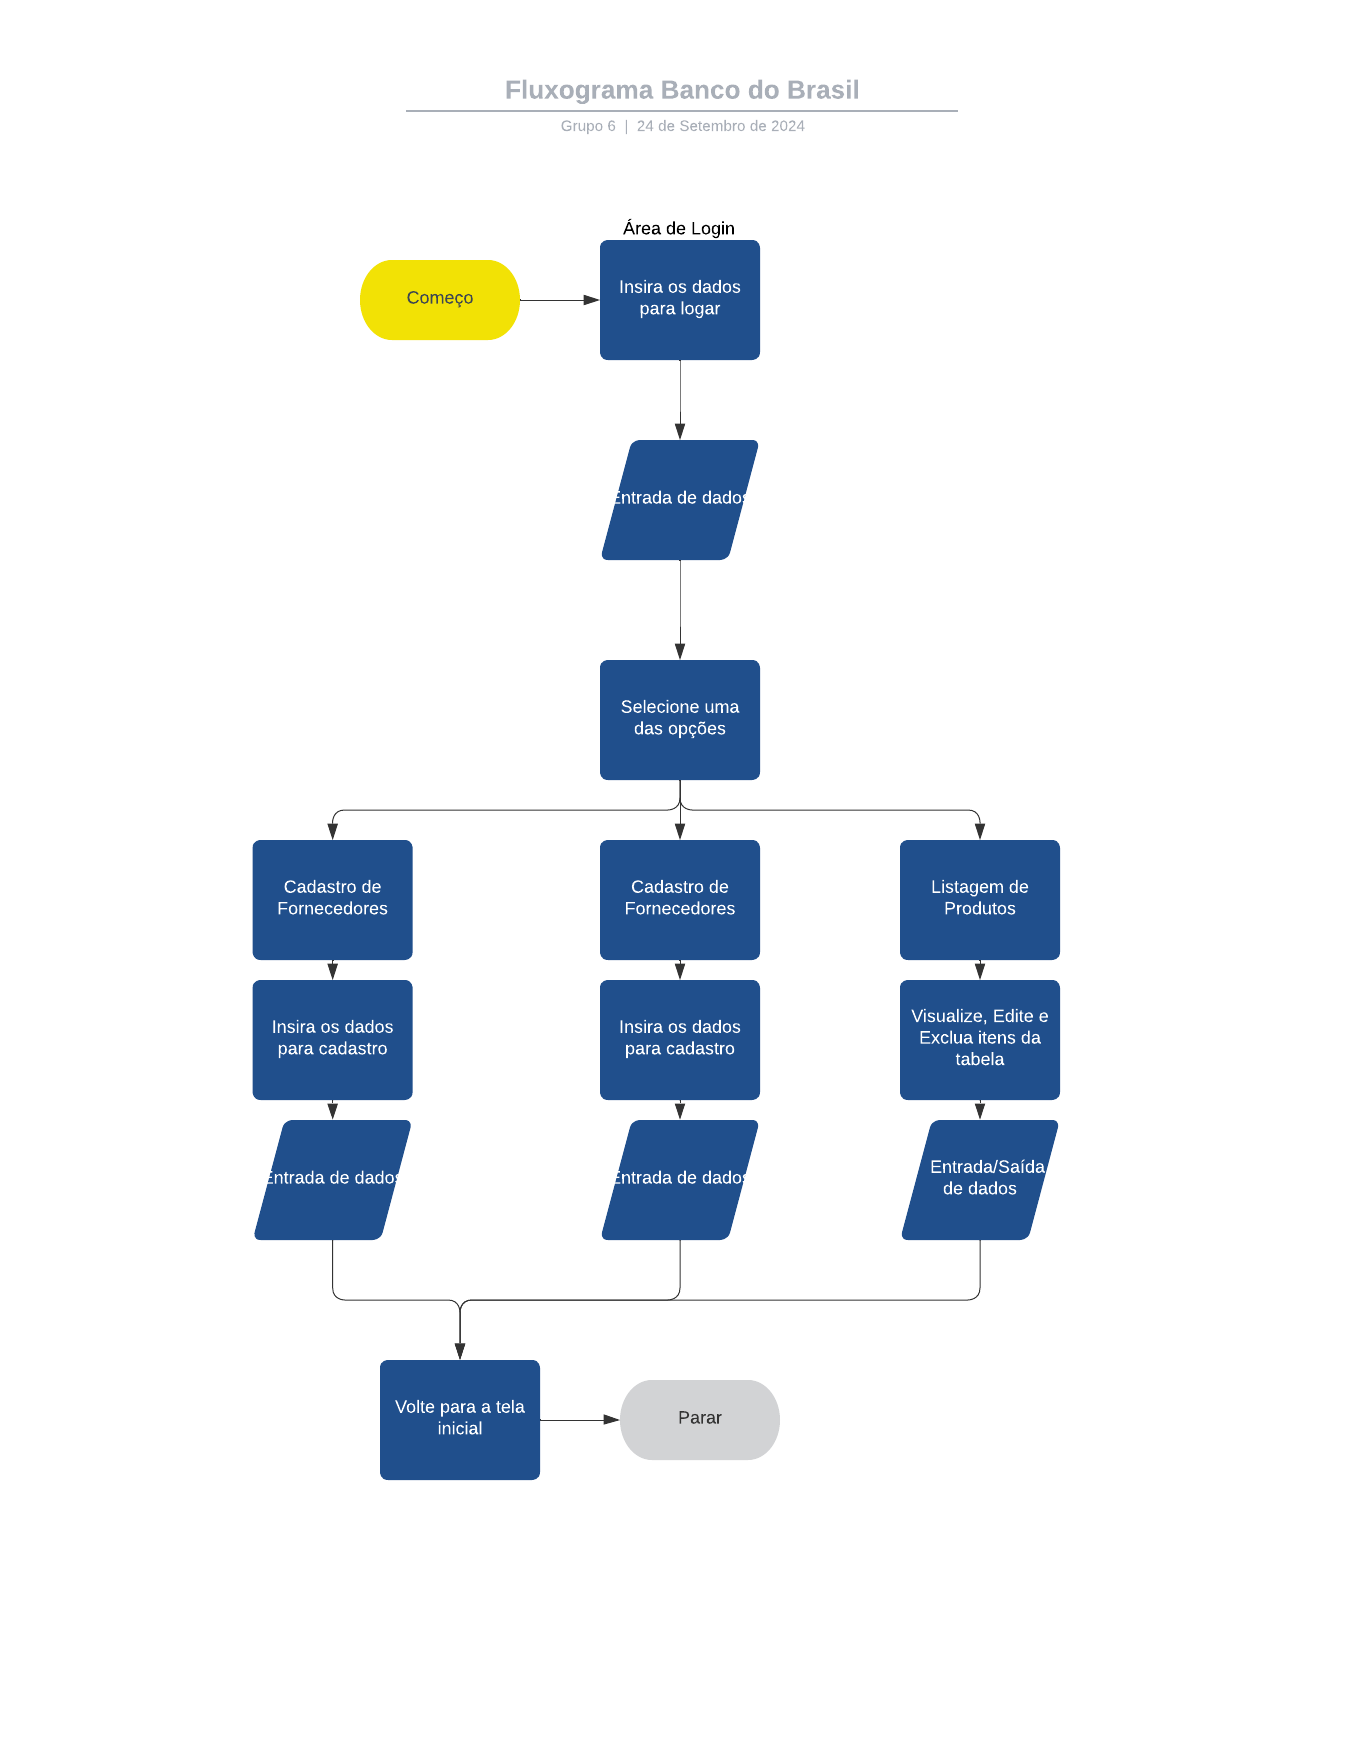 Fluxograma Banco do Brasil
Grupo 6 | 24 de Setembro de 2024
Área de Login
Começo
Insira os dados
para logar
Entrada de dados
Selecione uma
das opções
Cadastro de
Fornecedores
Cadastro de
Fornecedores
Listagem de
Produtos
Insira os dados
para cadastro
Insira os dados
para cadastro
Visualize, Edite e
Exclua itens da
tabela
Entrada de dados
Entrada de dados
Entrada/Saída
de dados
Volte para a tela
inicial
Parar